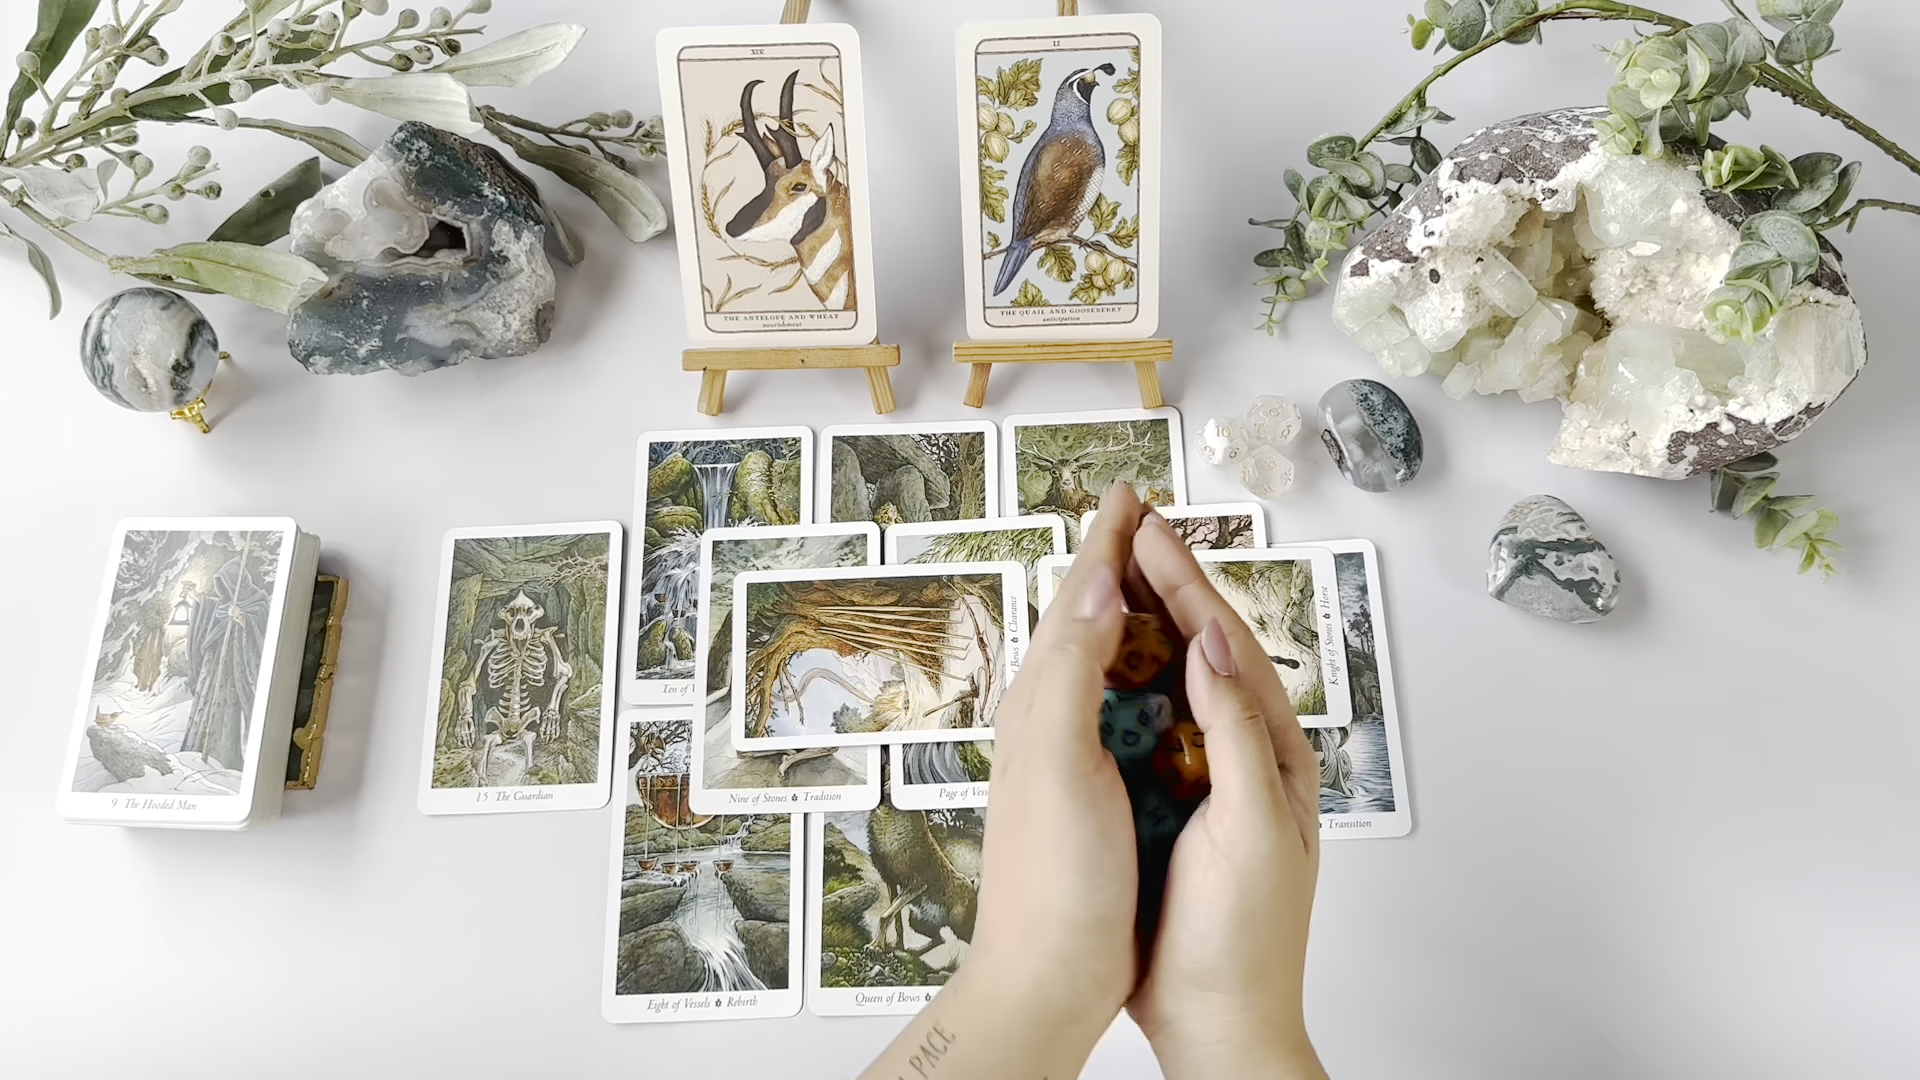 XIX
THE ANTELOPE AND WHEAT
nourishment
LI
THE QUAIL AND GOOSEBERRY
anticipation
10
9 The Hooded Man
15 The Guardian
Ten of
Bows Clearance
Knight of Stones Horse
Nine of Stones Tradition
Page of
Transition
Eight of Vessels Rebirth
Queen of Bows
PACE